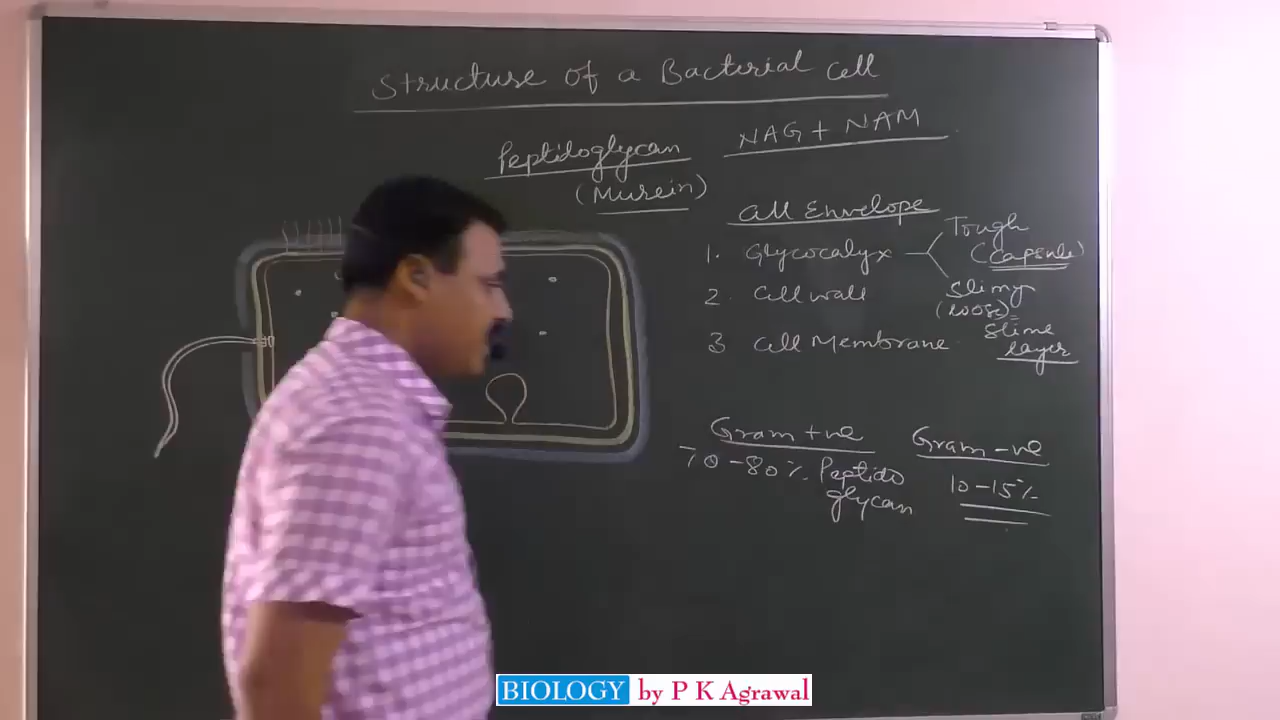 Structure of a Bacterial Cell
Peptidoglycan
(Murein)
NAG + NAM
Cell Envelope
1. Glycocalyx
Tough
(Capsule)
Slimy
(loose)=
Slime
layer
2. Cell wall
3 Cell Membrane
Gram +ve
70-80% Peptido
glycan
Gram -ve
10-15%
BIOLOGY by P K Agrawal